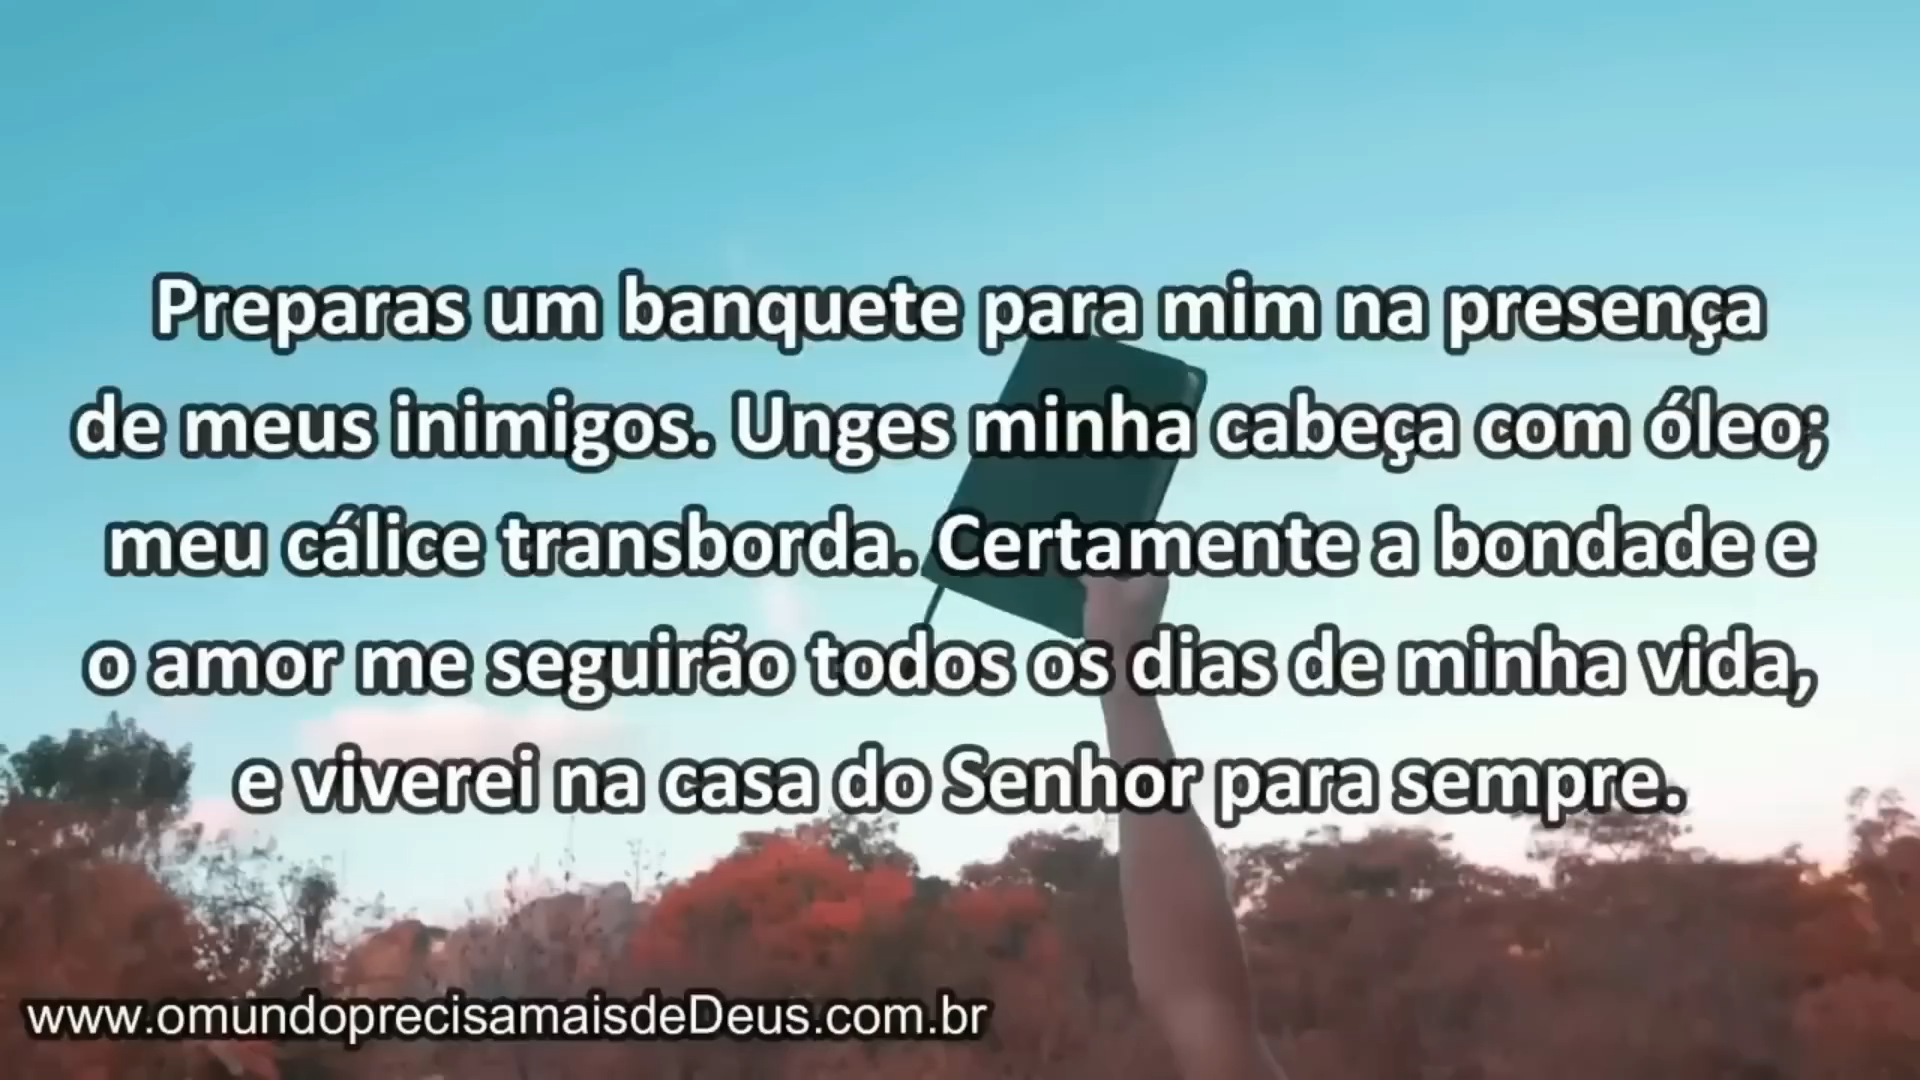 Preparas um banquete para mim na presença
de meus inimigos. Unges minha cabeça com óleo;
meu cálice transborda. Certamente a bondade e
o amor me seguirão todos os dias de minha vida,
e viverei na casa do Senhor para sempre.
www.omundoprecisamaisdeDeus.com.br